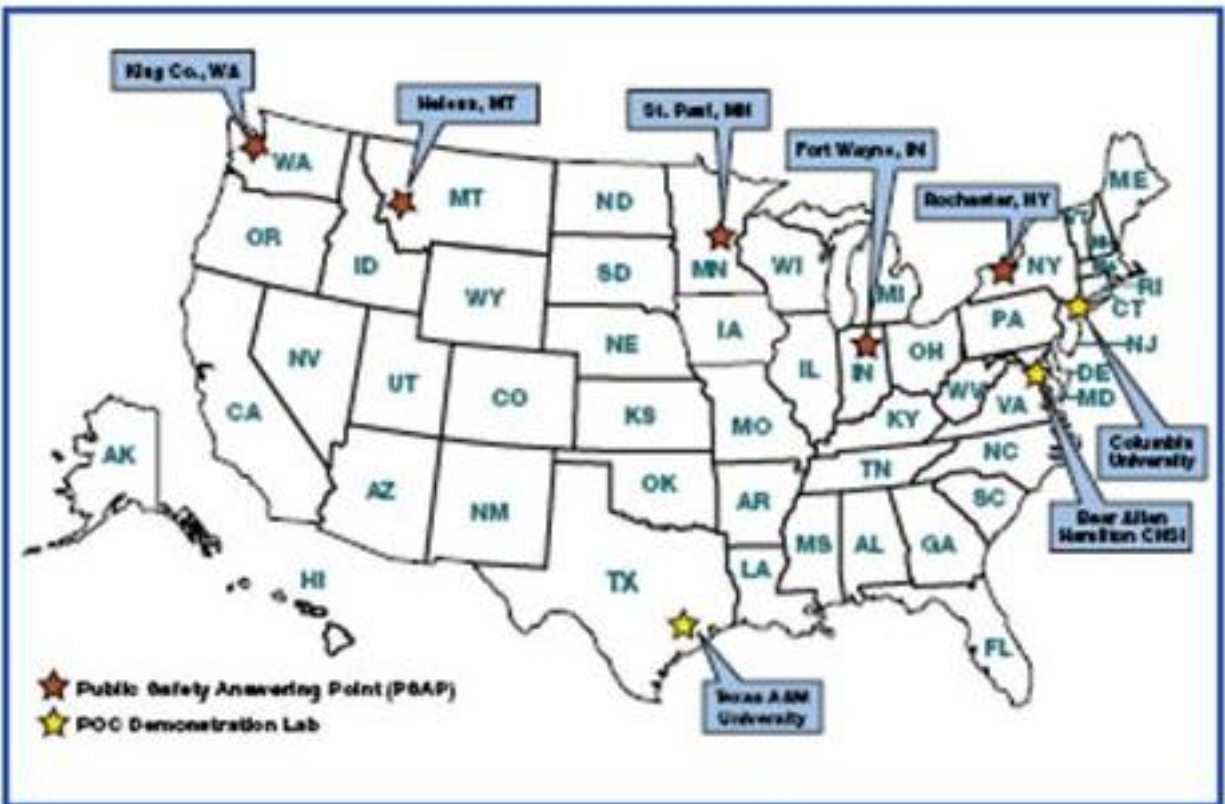 King Co., WA
Helena, MT
St. Paul, MN
Fort Wayne, IN
Rochester, NY
WA
MT
ND
ME
OR
ID
SD
MN
WI
NY
WY
MI
RI
CT
PA
IA
NE
NV
UT
CO
IL
IN
OH
NJ
DE
WV
VA
MD
CA
KS
MO
KY
AK
Columbia
University
NC
TN
OK
AZ
NM
AR
SC
Hamilton
MS
AL
GA
LA
TX
HI
FL
Public Safety Answering Point (PSAP)
POC Demonstration Lab
Texas A&M
University